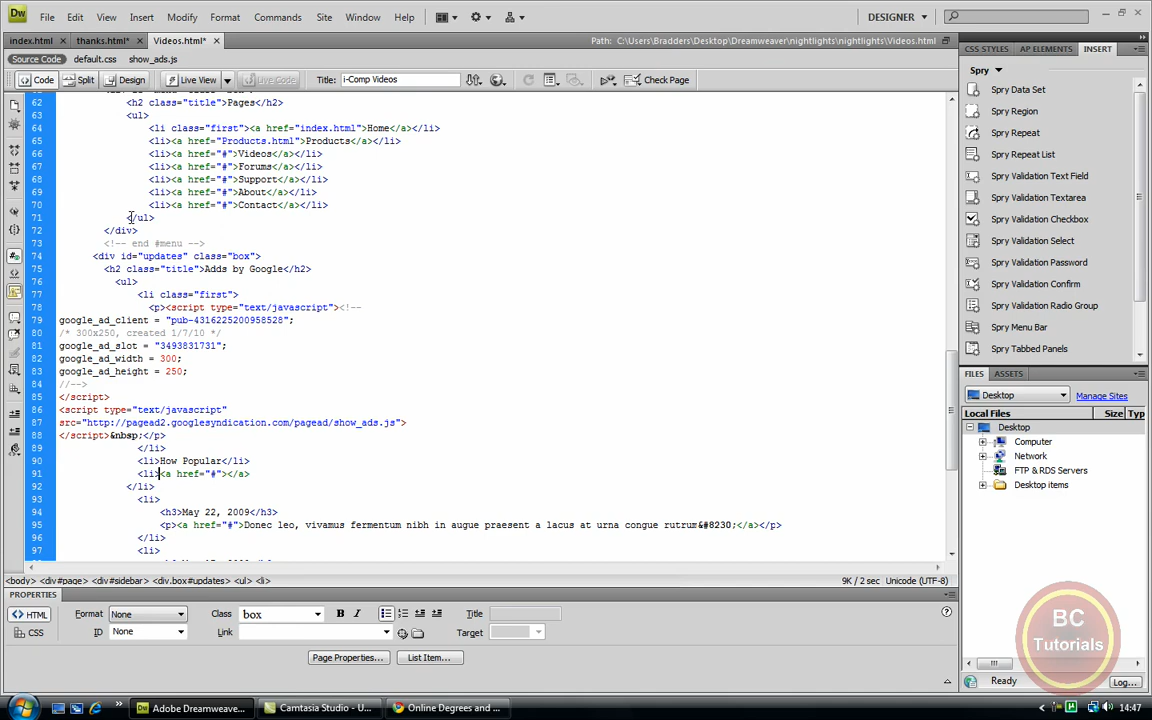 Dw
File Edit View Insert Modify Format Commands Site Window Help
DESIGNER
index.html thanks.html* Videos.html*
Path: C:\Users\Bradders\Desktop\Dreamweaver\nightlights\nightlights\Videos.html
Source Code default.css show_ads.js
Code Split Design Live View Live Code Title: i-Comp Videos Check Page
62 <h2 class="title">Pages</h2>
63 <ul>
64 <li class="first"><a href="index.html">Home</a></li>
65 <li><a href="Products.html">Products</a></li>
66 <li><a href="#">Videos</a></li>
67 <li><a href="#">Forums</a></li>
68 <li><a href="#">Support</a></li>
69 <li><a href="#">About</a></li>
70 <li><a href="#">Contact</a></li>
71 </ul>
72 </div>
73 <!-- end #menu -->
74 <div id="updates" class="box">
75 <h2 class="title">Adds by Google</h2>
76 <ul>
77 <li class="first">
78 <p><script type="text/javascript"><!--
79 google_ad_client = "pub-4316225200958528";
80 /* 300x250, created 1/7/10 */
81 google_ad_slot = "3493831731";
82 google_ad_width = 300;
83 google_ad_height = 250;
84 //-->
85 </script>
86 <script type="text/javascript"
87 src="http://pagead2.googlesyndication.com/pagead/show_ads.js">
88 </script>&nbsp;</p>
89 </li>
90 <li>How Popular</li>
91 <li><a href="#"></a>
92 </li>
93 <li>
94 <h3>May 22, 2009</h3>
95 <p><a href="#">Donec leo, vivamus fermentum nibh in augue praesent a lacus at urna congue rutrum&#8230;</a></p>
96 </li>
97 <li>
<body> <div#page> <div#sidebar> <div.box#updates> <ul> <li>
9K / 2 sec Unicode (UTF-8)
PROPERTIES
HTML Format None Class box B I Title
CSS ID None Link Target
Page Properties... List Item...
CSS STYLES AP ELEMENTS INSERT
Spry
Spry Data Set
Spry Region
Spry Repeat
Spry Repeat List
Spry Validation Text Field
Spry Validation Textarea
Spry Validation Checkbox
Spry Validation Select
Spry Validation Password
Spry Validation Confirm
Spry Validation Radio Group
Spry Menu Bar
Spry Tabbed Panels
FILES ASSETS
Desktop Manage Sites
Local Files Size Typ
Desktop
Computer
Network
FTP & RDS Servers
Desktop items
BC
Tutorials
Ready Log...
Adobe Dreamweave... Camtasia Studio - U... Online Degrees and ... 14:47